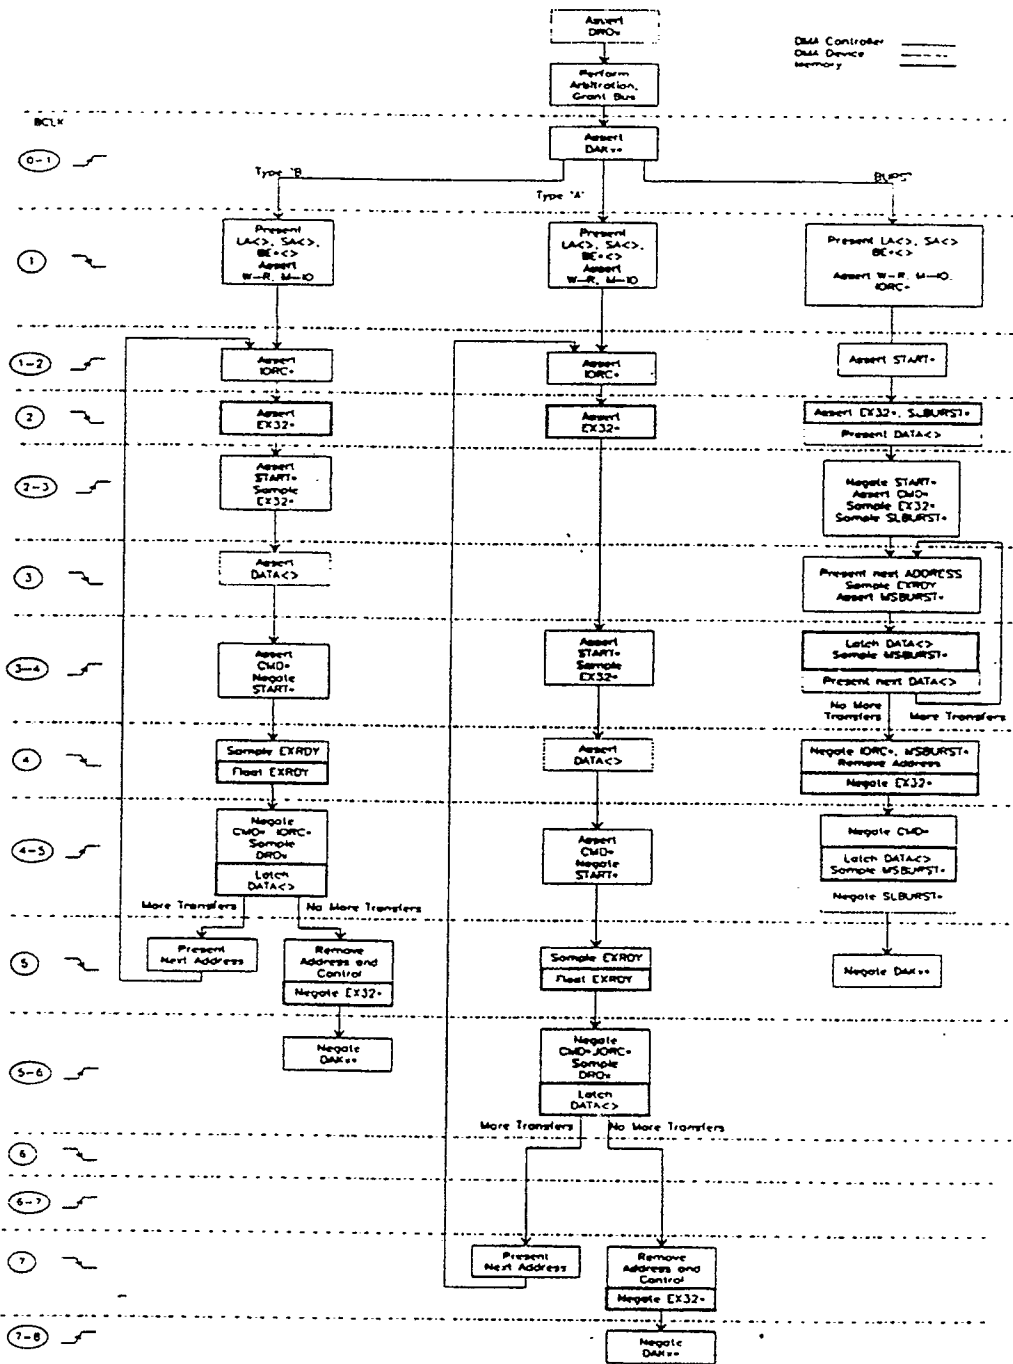 Assert
DRQx
DMA Controller
DMA Device
Memory
Perform
Arbitration,
Grant Bus
BCLK
Assert
DAKx*
0-1
Type "B"
Type "A"
BURST
1
Present
LA<>, SA<>,
BE*<>
Assert
W-R, M-IO
Present
LA<>, SA<>,
BE*<>
Assert
W-R, M-IO
Present LA<>, SA<>
BE*<>
Assert W-R, M-IO,
IORC*
1-2
Assert
IORC*
Assert
IORC*
Assert START*
2
Assert
EX32*
Assert
EX32*
Assert EX32*, SLBURST*
Present DATA<>
2-3
Assert
START*
Sample
EX32*
Negate START*
Assert CMD*
Sample EX32*
Sample SLBURST*
3
Assert
DATA<>
Present next ADDRESS
Sample EXRDY
Assert MSBURST*
3-4
Assert
CMD*
Negate
START*
Assert
START*
Sample
EX32*
Latch DATA<>
Sample MSBURST*
Present next DATA<>
No More
Transfers
More Transfers
4
Sample EXRDY
Float EXRDY
Assert
DATA<>
Negate IORC*, MSBURST*
Remove Address
Negate EX32*
4-5
Negate
CMD* IORC*
Sample
DRQx
Latch
DATA<>
Assert
CMD*
Negate
START*
Negate CMD*
Latch DATA<>
Sample MSBURST*
Negate SLBURST*
More Transfers
No More Transfers
5
Present
Next Address
Remove
Address and
Control
Negate EX32*
Sample EXRDY
Float EXRDY
Negate DAKx*
5-6
Negate
DAKx*
Negate
CMD* IORC*
Sample
DRQx
Latch
DATA<>
More Transfers
No More Transfers
6
6-7
7
Present
Next Address
Remove
Address and
Control
Negate EX32*
7-8
Negate
DAKx*